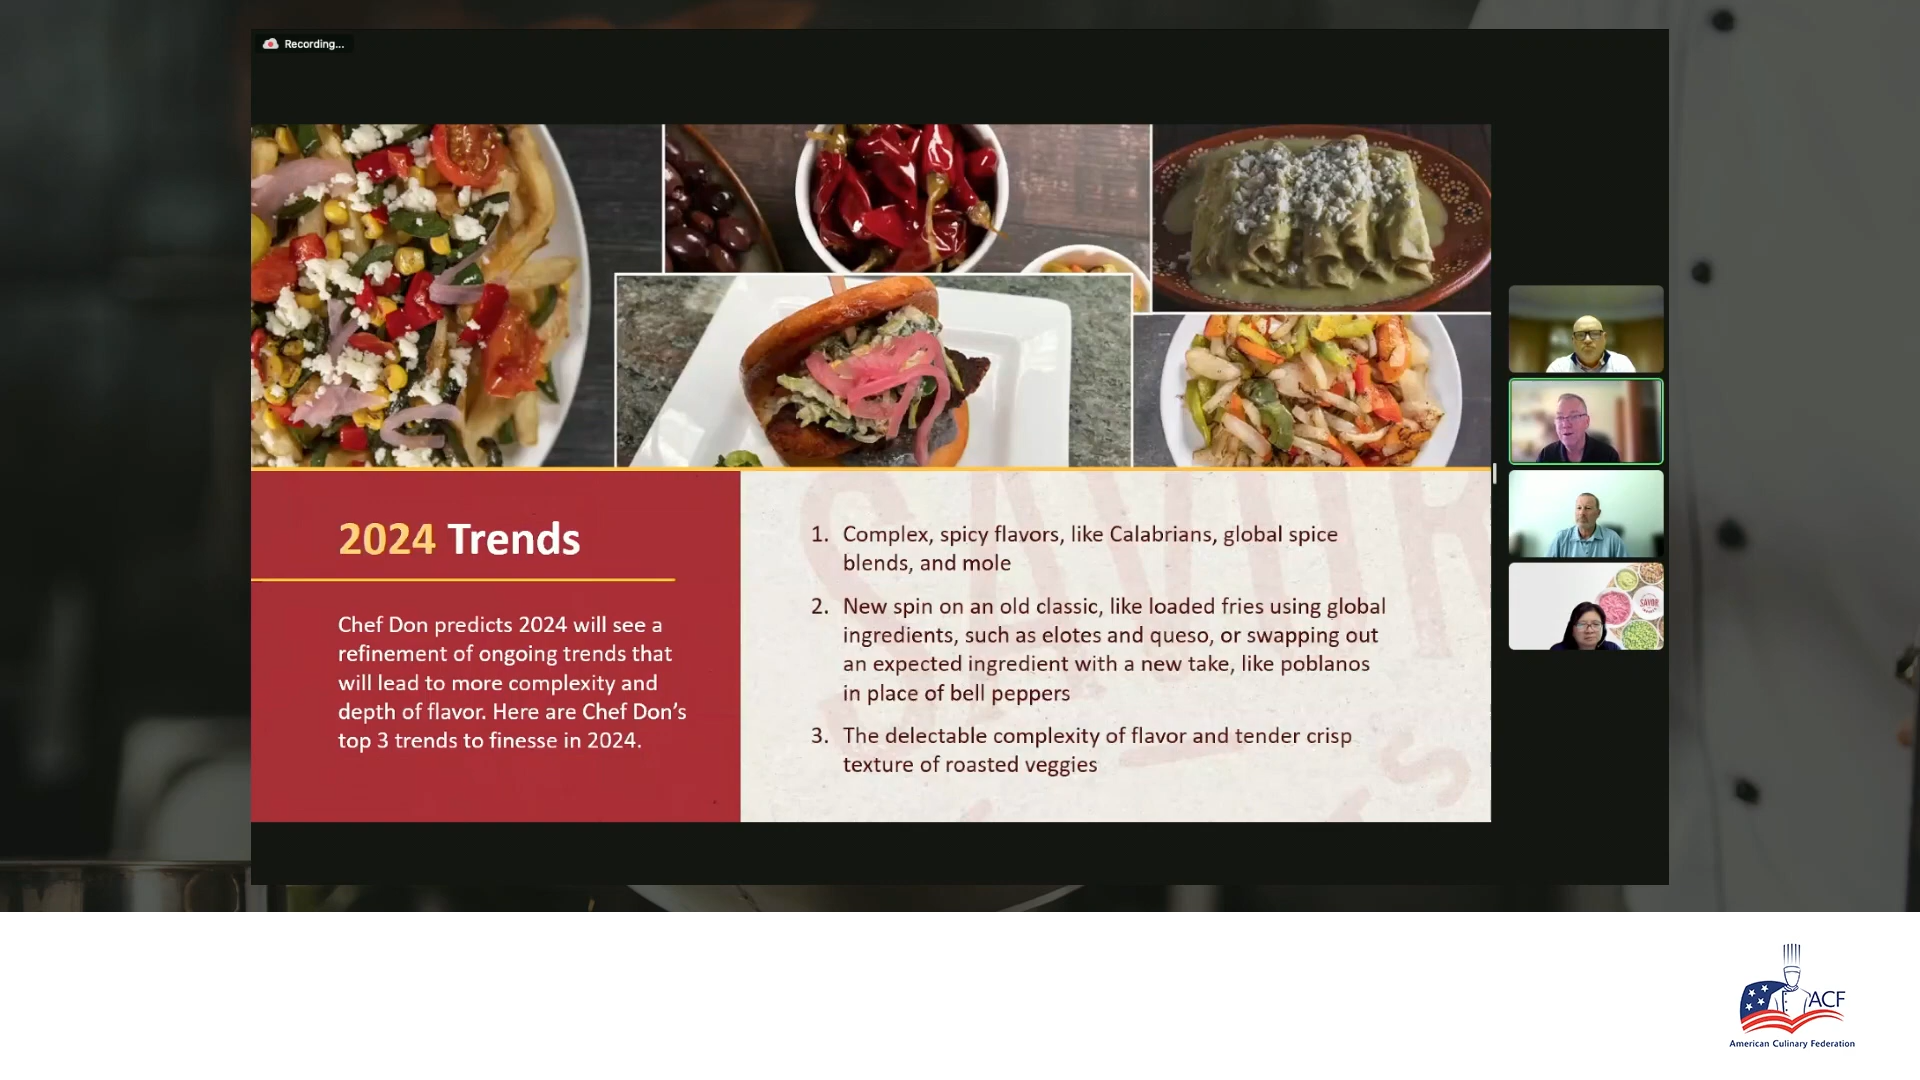 Recording...
2024 Trends
Chef Don predicts 2024 will see a
refinement of ongoing trends that
will lead to more complexity and
depth of flavor. Here are Chef Don's
top 3 trends to finesse in 2024.
1. Complex, spicy flavors, like Calabrians, global spice
blends, and mole
2. New spin on an old classic, like loaded fries using global
ingredients, such as elotes and queso, or swapping out
an expected ingredient with a new take, like poblanos
in place of bell peppers
3. The delectable complexity of flavor and tender crisp
texture of roasted veggies
SAVOR
SAVOR
ACF
American Culinary Federation